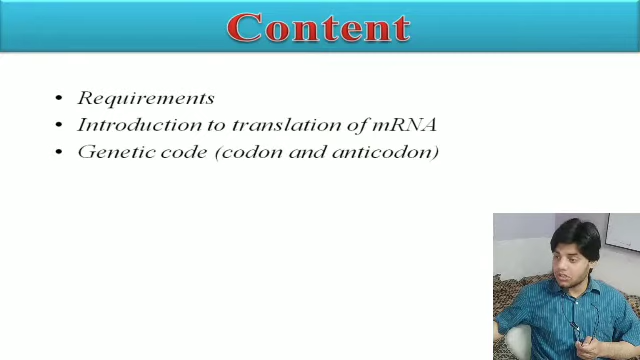 Content
• Requirements
• Introduction to translation of mRNA
• Genetic code (codon and anticodon)